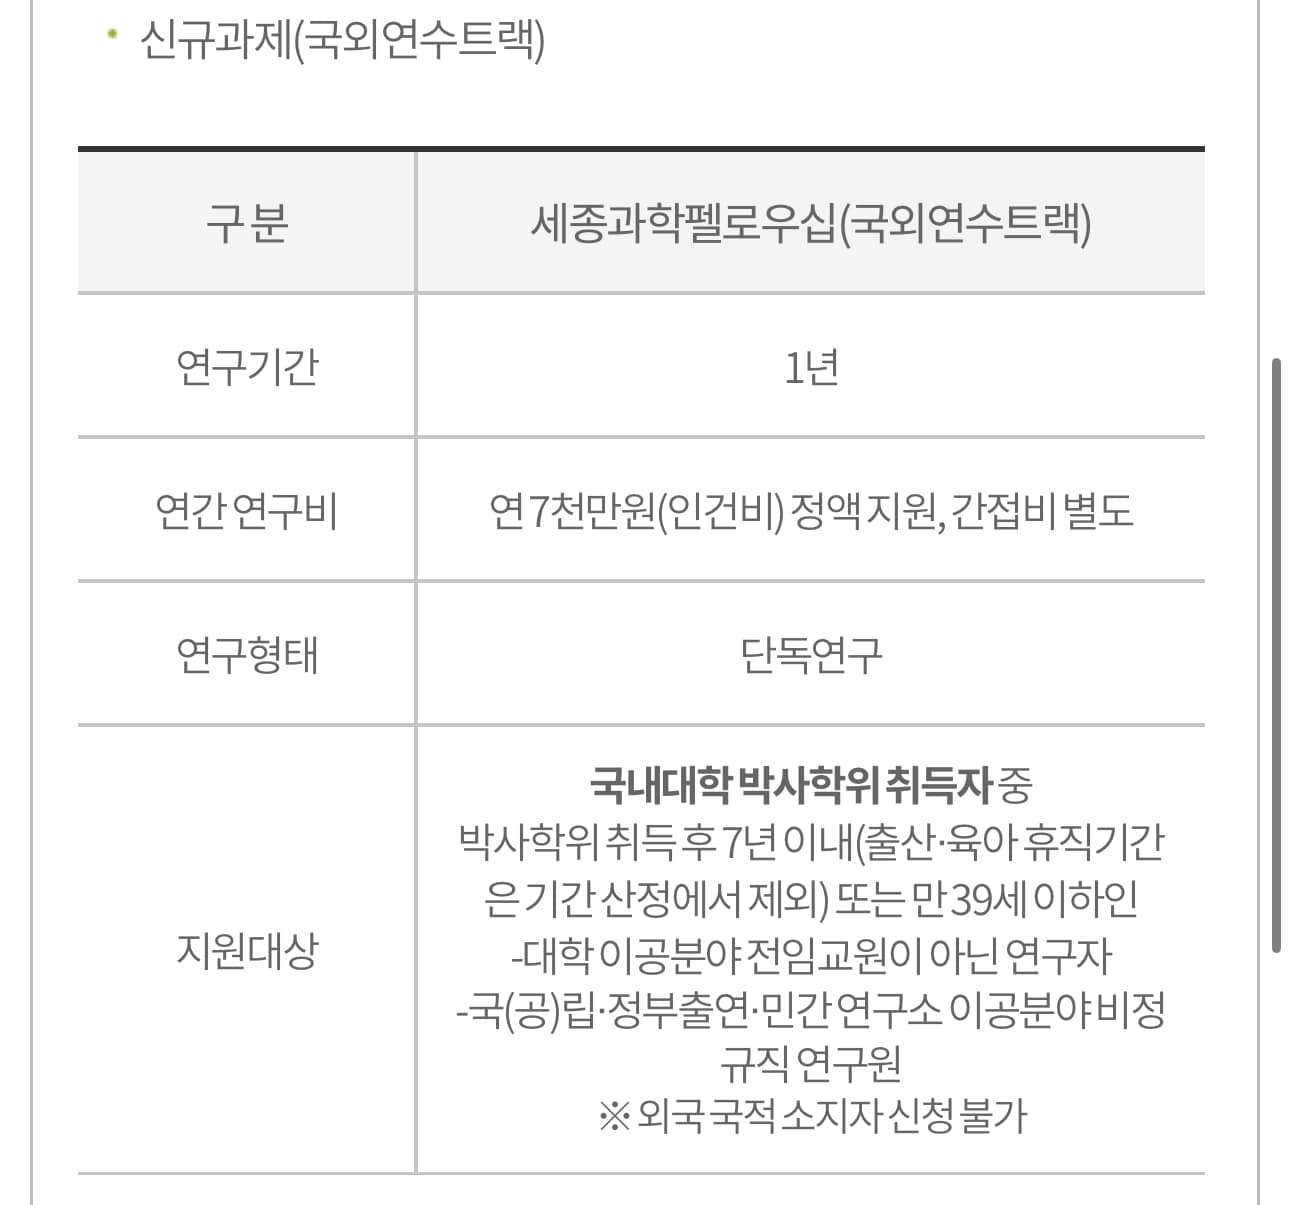 신규과제(국외연수트랙)
구 분
세종과학펠로우십(국외연수트랙)
연구기간
1년
연간 연구비
연 7천만원(인건비) 정액 지원, 간접비 별도
연구형태
단독연구
지원대상
국내대학 박사학위 취득자 중
박사학위 취득 후 7년 이내(출산·육아 휴직기간
은 기간 산정에서 제외) 또는 만 39세 이하인
-대학 이공분야 전임교원이 아닌 연구자
-국(공)립·정부출연·민간 연구소 이공분야 비정
규직 연구원
※ 외국 국적 소지자 신청 불가